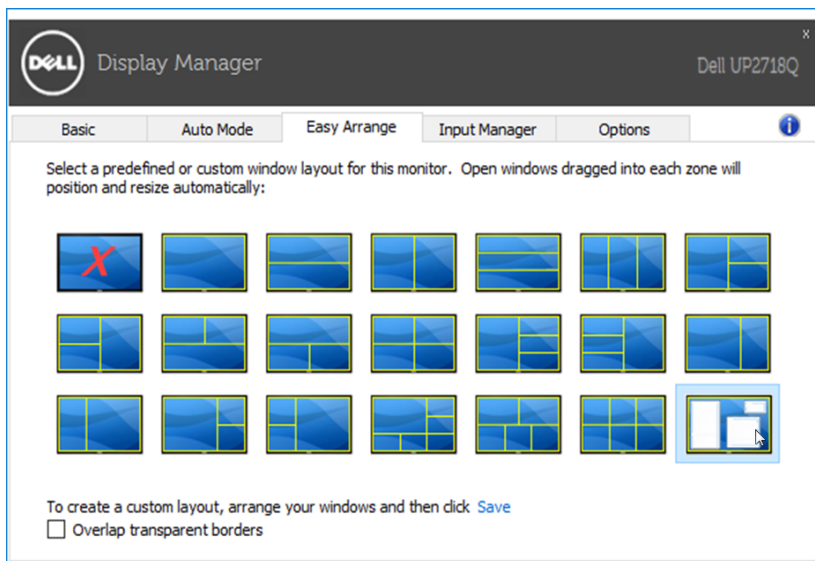 x
DELL Display Manager
Dell UP2718Q
Basic Auto Mode Easy Arrange Input Manager Options i
Select a predefined or custom window layout for this monitor. Open windows dragged into each zone will
position and resize automatically:
X
To create a custom layout, arrange your windows and then click Save
Overlap transparent borders